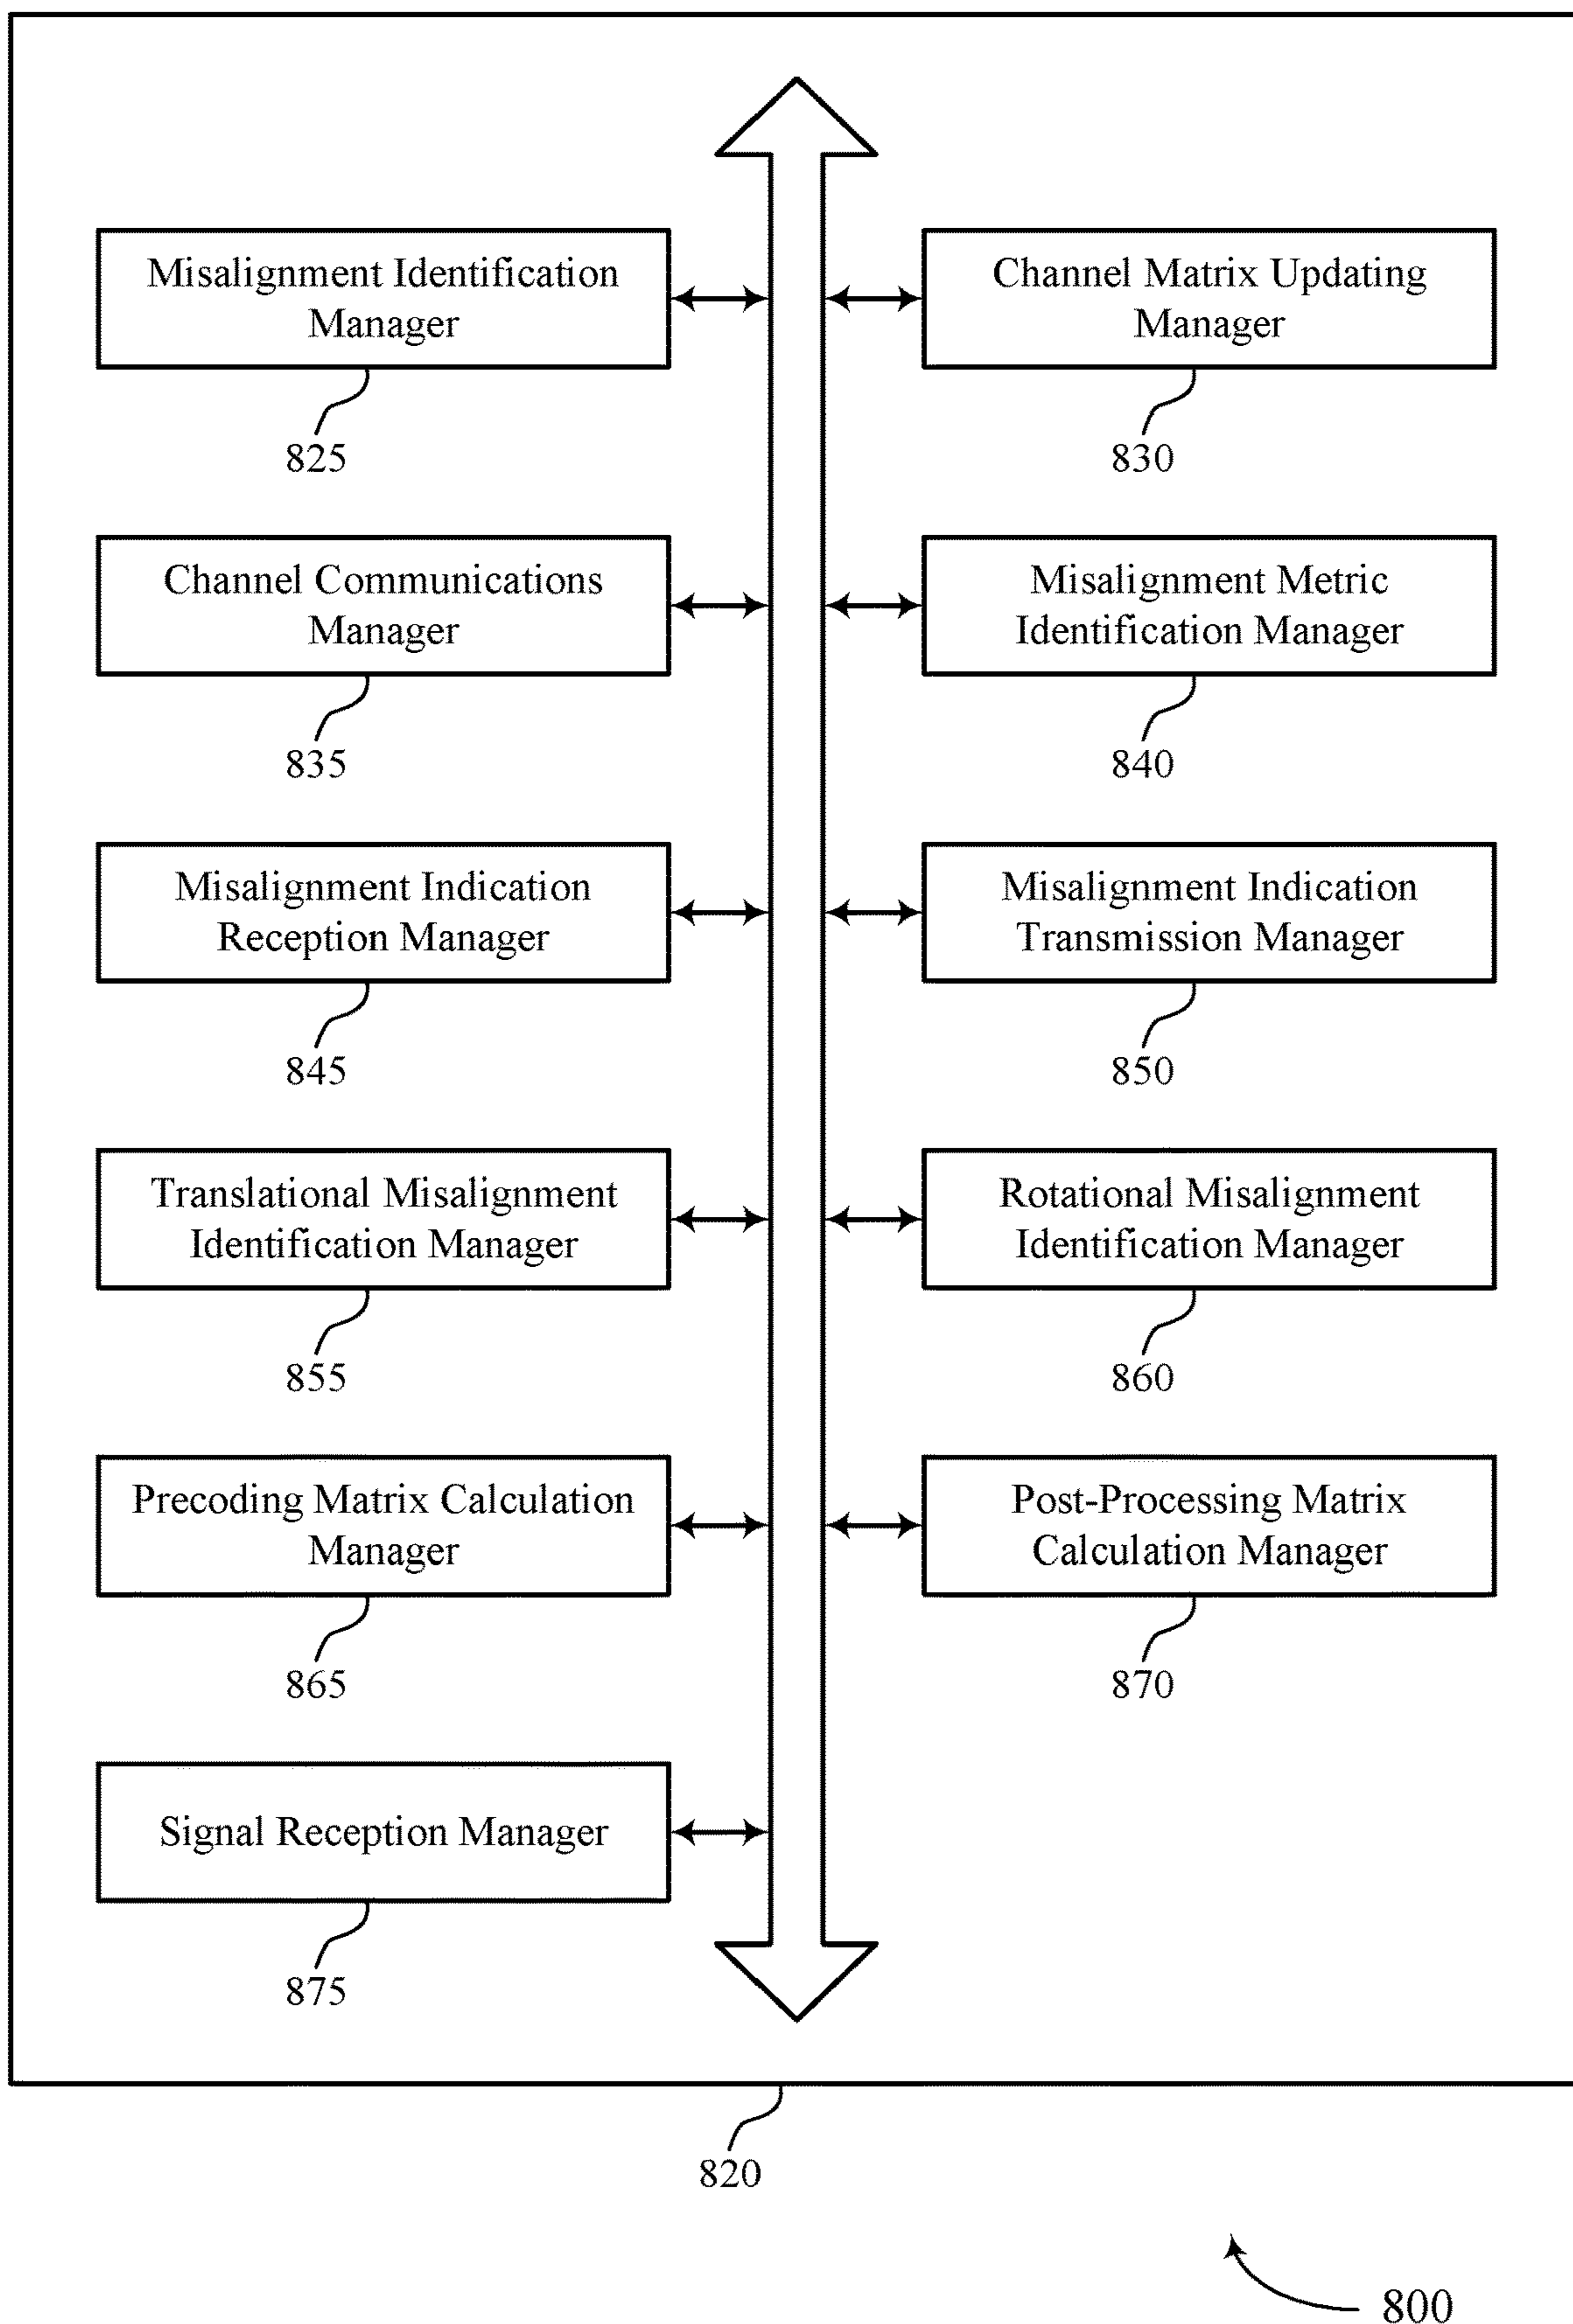 Misalignment Identification
Manager
825
Channel Matrix Updating
Manager
830
Channel Communications
Manager
835
Misalignment Metric
Identification Manager
840
Misalignment Indication
Reception Manager
845
Misalignment Indication
Transmission Manager
850
Translational Misalignment
Identification Manager
855
Rotational Misalignment
Identification Manager
860
Precoding Matrix Calculation
Manager
865
Post-Processing Matrix
Calculation Manager
870
Signal Reception Manager
875
820
800